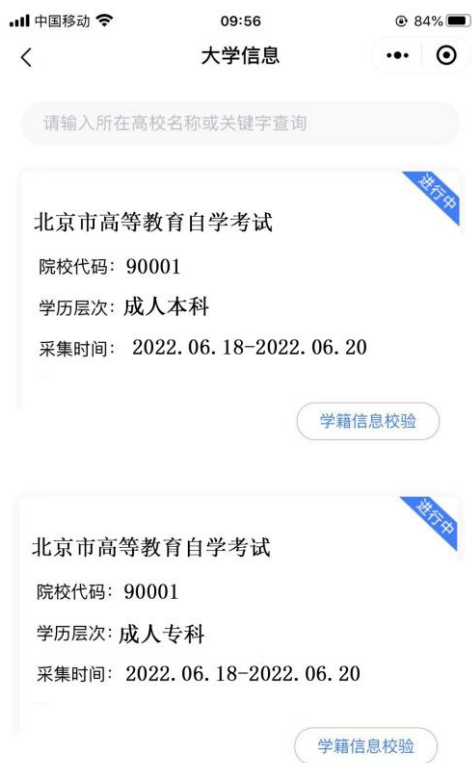 中国移动 09:56 84%
大学信息
请输入所在高校名称或关键字查询
进行中
北京市高等教育自学考试
院校代码：90001
学历层次：成人本科
采集时间： 2022.06.18-2022.06.20
学籍信息校验
进行中
北京市高等教育自学考试
院校代码：90001
学历层次：成人专科
采集时间： 2022.06.18-2022.06.20
学籍信息校验